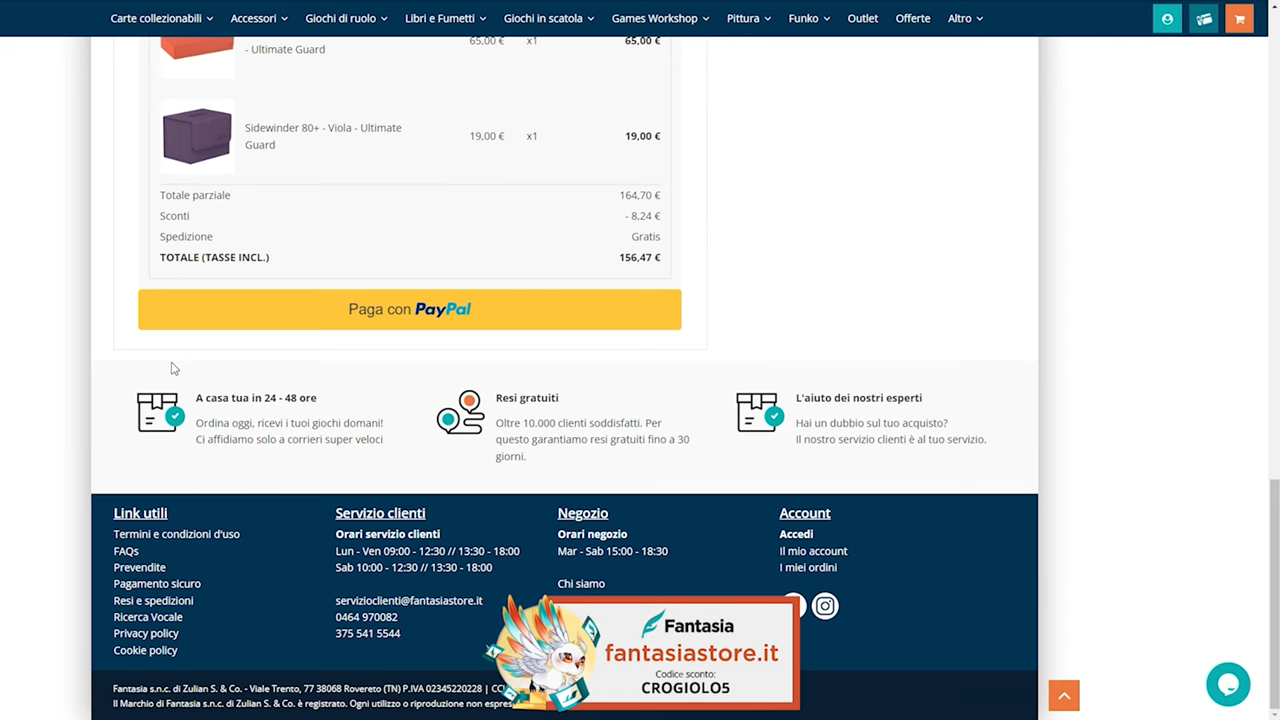 Carte collezionabili Accessori Giochi di ruolo Libri e Fumetti Giochi in scatola Games Workshop Pittura Funko Outlet Offerte Altro
- Ultimate Guard 65,00 € x1 65,00 €
Sidewinder 80+ - Viola - Ultimate
Guard
19,00 € x1 19,00 €
Totale parziale 164,70 €
Sconti - 8,24 €
Spedizione Gratis
TOTALE (TASSE INCL.) 156,47 €
Paga con PayPal
A casa tua in 24 - 48 ore
Ordina oggi, ricevi i tuoi giochi domani!
Ci affidiamo solo a corrieri super veloci
Resi gratuiti
Oltre 10.000 clienti soddisfatti. Per
questo garantiamo resi gratuiti fino a 30
giorni.
L'aiuto dei nostri esperti
Hai un dubbio sul tuo acquisto?
Il nostro servizio clienti è al tuo servizio.
Link utili
Termini e condizioni d'uso
FAQs
Prevendite
Pagamento sicuro
Resi e spedizioni
Ricerca Vocale
Privacy policy
Cookie policy
Servizio clienti
Orari servizio clienti
Lun - Ven 09:00 - 12:30 // 13:30 - 18:00
Sab 10:00 - 12:30 // 13:30 - 18:00
servizioclienti@fantasiastore.it
0464 970082
375 541 5544
Negozio
Orari negozio
Mar - Sab 15:00 - 18:30
Chi siamo
Account
Accedi
Il mio account
I miei ordini
Fantasia
fantasiastore.it
Codice sconto:
CROGIOLO5
Fantasia s.n.c. di Zulian S. & Co. - Viale Trento, 77 38068 Rovereto (TN) P.IVA 02345220228 |
Il Marchio di Fantasia s.n.c. di Zulian S. & Co. è registrato. Ogni utilizzo o riproduzione non